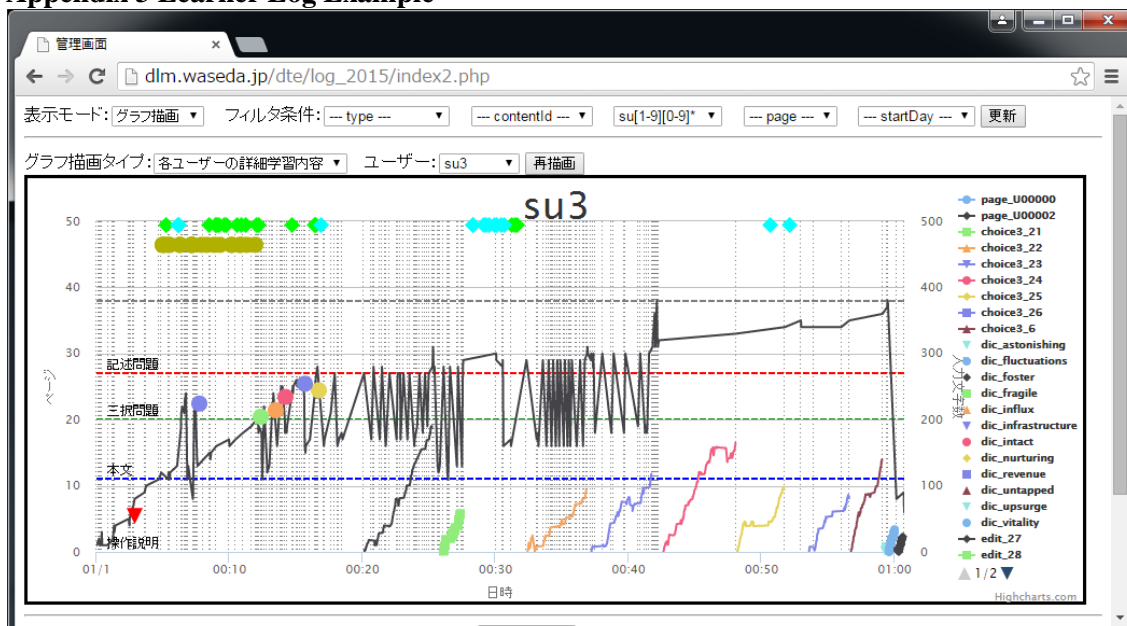 Appendix 3 Learner Log Example
管理画面 ×
dlm.waseda.jp/dte/log_2015/index2.php
表示モード: グラフ描画 ▼ フィルタ条件: --- type --- ▼ --- contentId --- ▼ su[1-9][0-9]* ▼ --- page --- ▼ --- startDay --- ▼ 更新
グラフ描画タイプ: 各ユーザーの詳細学習内容 ▼ ユーザー: su3 ▼ 再描画
su3
50
40
30
20
10
0
ページ
記述問題
三択問題
本文
操作説明
500
400
300
200
100
0
入力文字数
01/1 00:10 00:20 00:30 00:40 00:50 01:00
日時
page_U00000
page_U00002
choice3_21
choice3_22
choice3_23
choice3_24
choice3_25
choice3_26
choice3_6
dic_astonishing
dic_fluctuations
dic_foster
dic_fragile
dic_influx
dic_infrastructure
dic_intact
dic_nurturing
dic_revenue
dic_untapped
dic_upsurge
dic_vitality
edit_27
edit_28
▲ 1/2 ▼
Highcharts.com